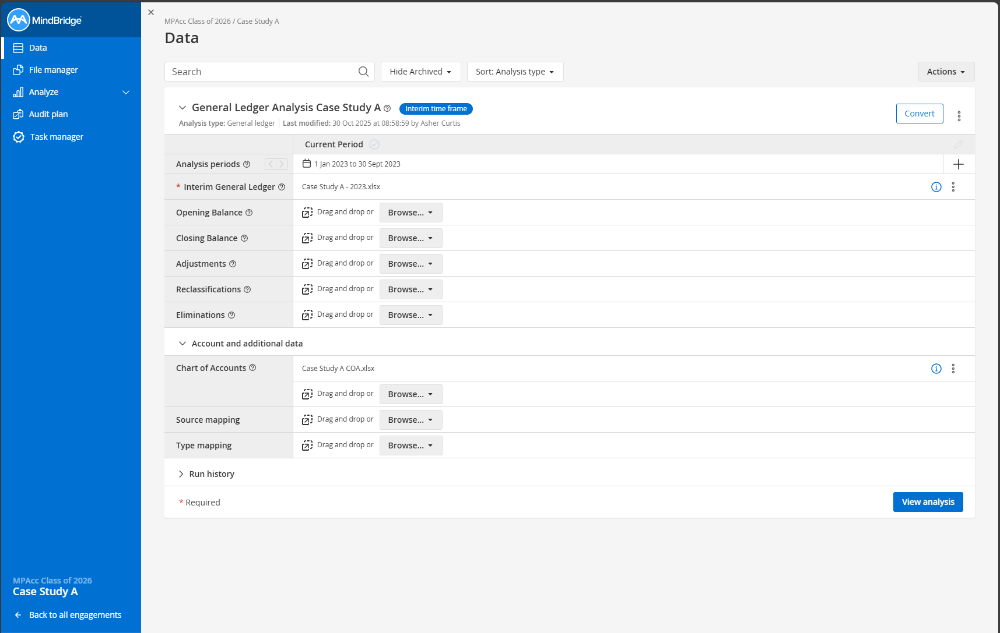 MindBridge
Data
File manager
Analyze
Audit plan
Task manager
MPAcc Class of 2026
Case Study A
Back to all engagements
MPAcc Class of 2026 / Case Study A
Data
Search
Hide Archived
Sort: Analysis type
Actions
General Ledger Analysis Case Study A
Interim time frame
Analysis type: General ledger
Last modified: 30 Oct 2025 at 08:58:59 by Asher Curtis
Convert
Current Period
Analysis periods
1 Jan 2023 to 30 Sept 2023
* Interim General Ledger
Case Study A - 2023.xlsx
Opening Balance
Drag and drop or Browse...
Closing Balance
Drag and drop or Browse...
Adjustments
Drag and drop or Browse...
Reclassifications
Drag and drop or Browse...
Eliminations
Drag and drop or Browse...
Account and additional data
Chart of Accounts
Case Study A COA.xlsx
Drag and drop or Browse...
Source mapping
Drag and drop or Browse...
Type mapping
Drag and drop or Browse...
Run history
* Required
View analysis